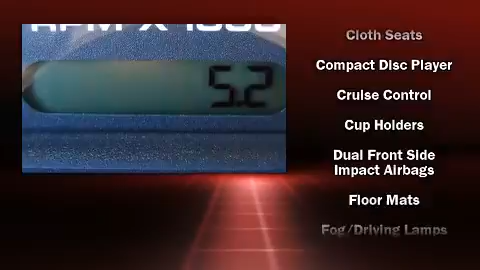 RPM X 1000
5.2
Cloth Seats
Compact Disc Player
Cruise Control
Cup Holders
Dual Front Side
Impact Airbags
Floor Mats
Fog/Driving Lamps